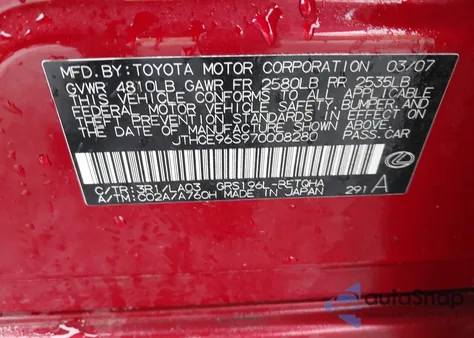 MFD.BY:TOYOTA MOTOR CORPORATION 03/07
GVWR 4810LB GAWR FR 2580LB RR 2535LB
THIS VEHICLE CONFORMS TO ALL APPLICABLE
FEDERAL MOTOR VEHICLE SAFETY, BUMPER, AND
THEFT PREVENTION STANDARDS IN EFFECT ON
THE DATE OF MANUFACTURE SHOWN ABOVE.
JTHCE96S970008280 PASS.CAR
C/TR:3R1/LA03 GRS196L-BETQHA
A/TM:C02A/A760H MADE IN JAPAN 291 A
autoSnap